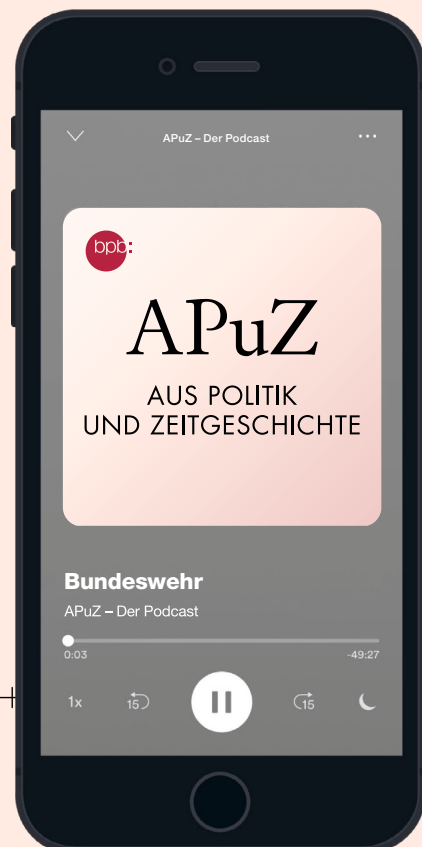 APuZ – Der Podcast
bpb:
APuZ
AUS POLITIK
UND ZEITGESCHICHTE
Bundeswehr
APuZ – Der Podcast
0:03
-49:27
1x
15
15